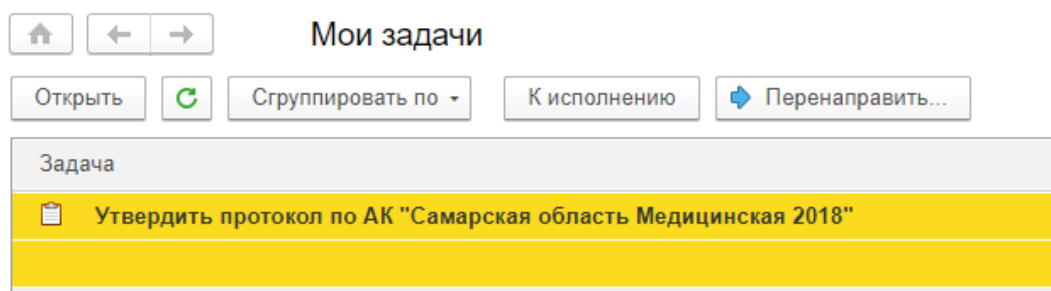 Мои задачи
Открыть Сгруппировать по К исполнению Перенаправить...
Задача
Утвердить протокол по АК "Самарская область Медицинская 2018"